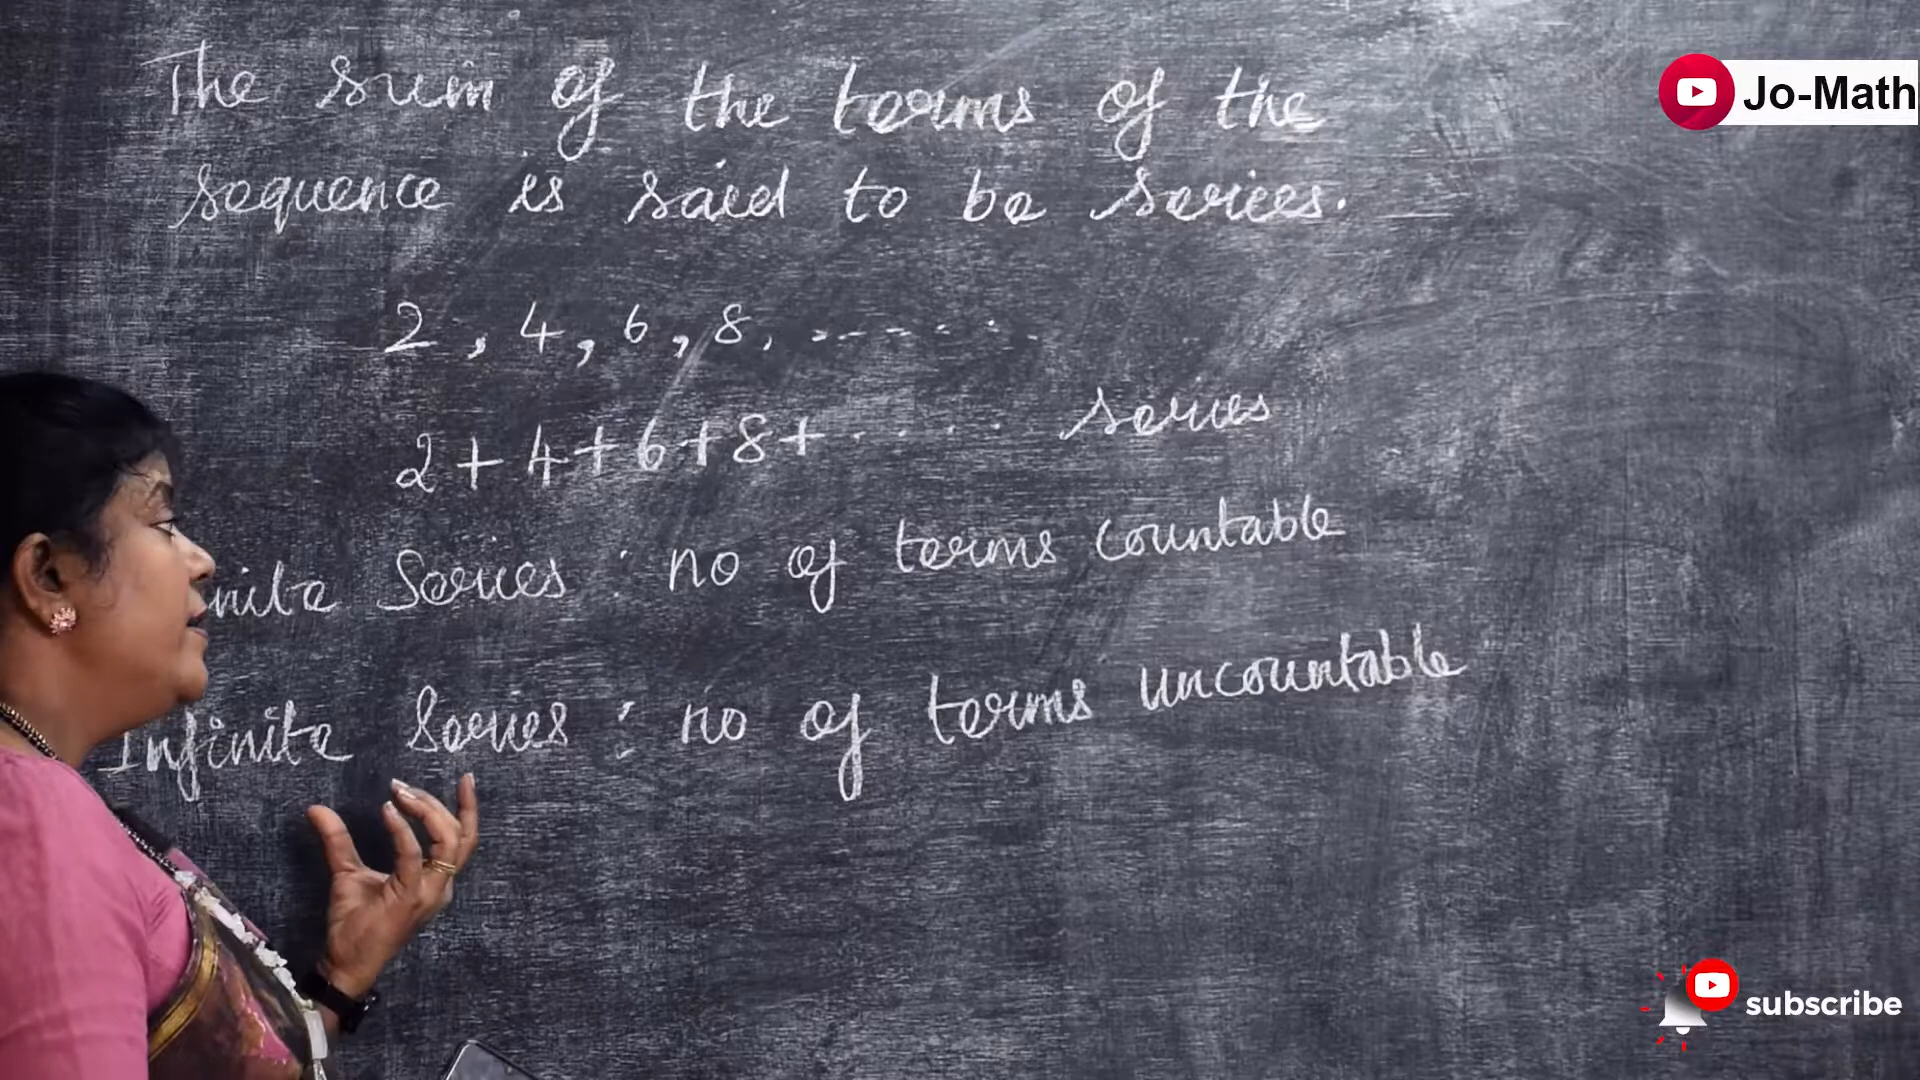 The sum of the terms of the
sequence is said to be series.
2, 4, 6, 8, ........
2+4+6+8+...... series
nite Series : no of terms countable
Infinite Series : no of terms uncountable
Jo-Math
subscribe